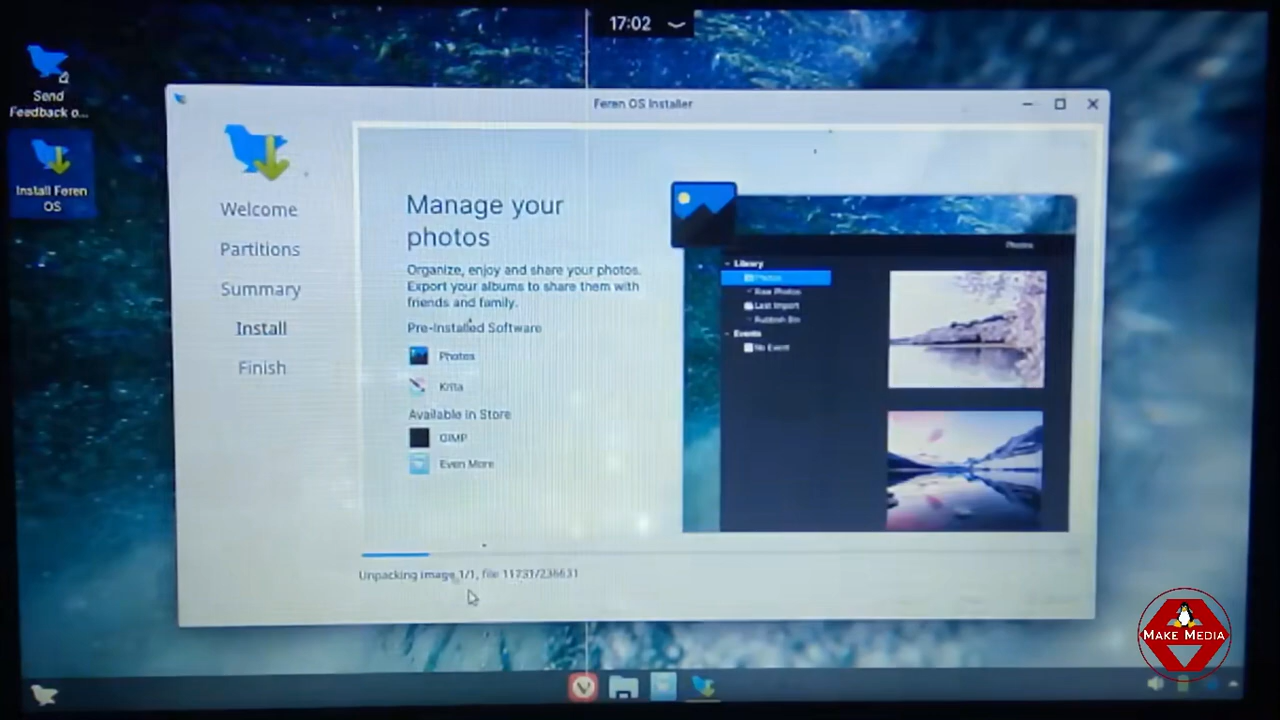 17:02
Send
Feedback o...
Install Feren
OS
Feren OS Installer
Welcome
Partitions
Summary
Install
Finish
Manage your
photos
Organize, enjoy and share your photos.
Export your albums to share them with
friends and family.
Pre-Installed Software
Photos
Krita
Available in Store
GIMP
Even More
Photos
Library
Photos
Raw Photos
Last Import
Rubbish Bin
Events
No Event
Unpacking image 1/1, file 11731/236631
MAKE MEDIA